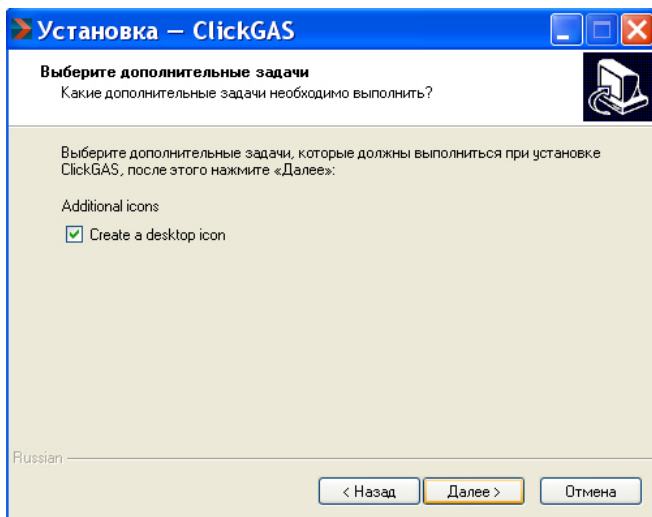 Установка — ClickGAS
Выберите дополнительные задачи
Какие дополнительные задачи необходимо выполнить?
Выберите дополнительные задачи, которые должны выполниться при установке
ClickGAS, после этого нажмите «Далее»:
Additional icons
Create a desktop icon
Russian
< Назад
Далее >
Отмена